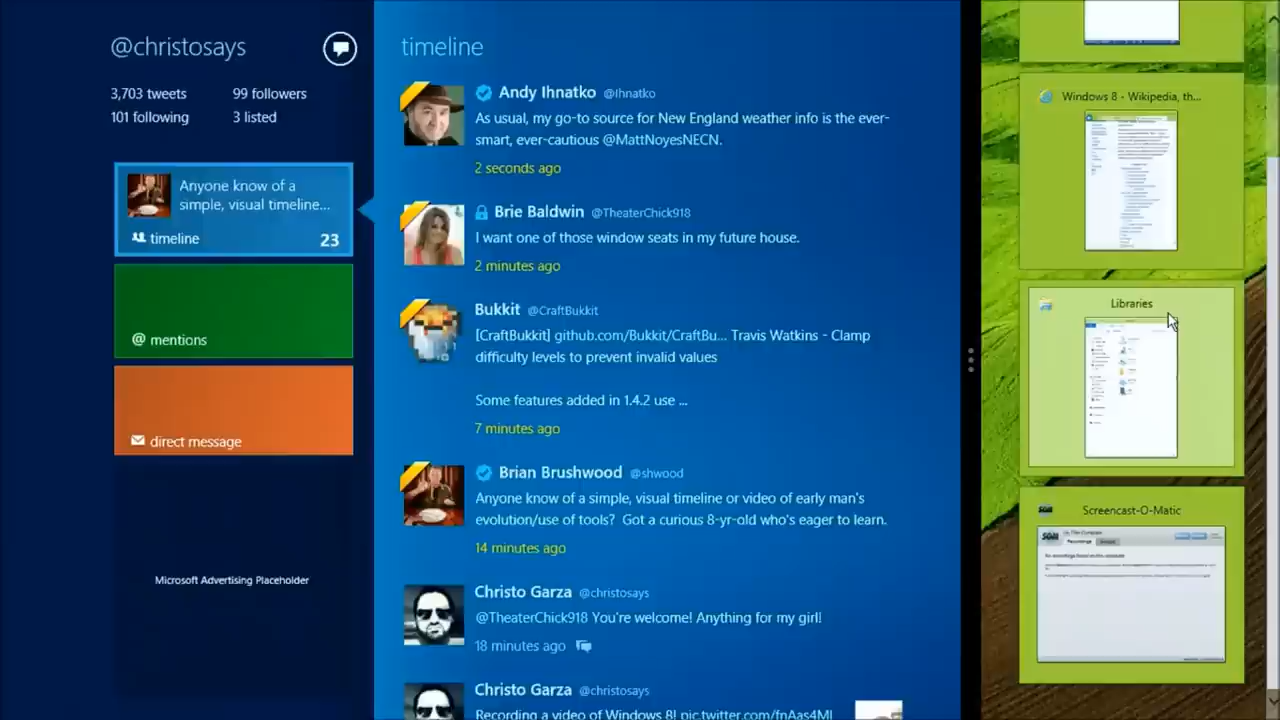 @christosays
3,703 tweets
99 followers
101 following
3 listed
Anyone know of a
simple, visual timeline...
timeline
23
@ mentions
direct message
Microsoft Advertising Placeholder
timeline
Andy Ihnatko @Ihnatko
As usual, my go-to source for New England weather info is the ever-
smart, ever-cautious @MattNoyesNECN.
2 seconds ago
Brie Baldwin @TheaterChick918
I want one of those window seats in my future house.
2 minutes ago
Bukkit @CraftBukkit
[CraftBukkit] github.com/Bukkit/CraftBu... Travis Watkins - Clamp
difficulty levels to prevent invalid values
Some features added in 1.4.2 use ...
7 minutes ago
Brian Brushwood @shwood
Anyone know of a simple, visual timeline or video of early man's
evolution/use of tools? Got a curious 8-yr-old who's eager to learn.
14 minutes ago
Christo Garza @christosays
@TheaterChick918 You're welcome! Anything for my girl!
18 minutes ago
Christo Garza @christosays
Recording a video of Windows 8! pic.twitter.com/fnAas4MI
Windows 8 - Wikipedia, th...
Libraries
Screencast-O-Matic
SOM
Recordings